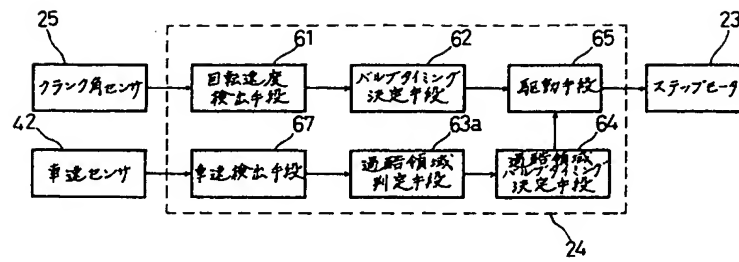 25
クランク角センサ
61
回転速度
検出手段
62
バルブタイミング
決定手段
65
駆動手段
23
ステップモータ
42
車速センサ
67
車速検出手段
63a
過酷領域
判定手段
64
過酷領域
バルブタイミング
決定手段
24